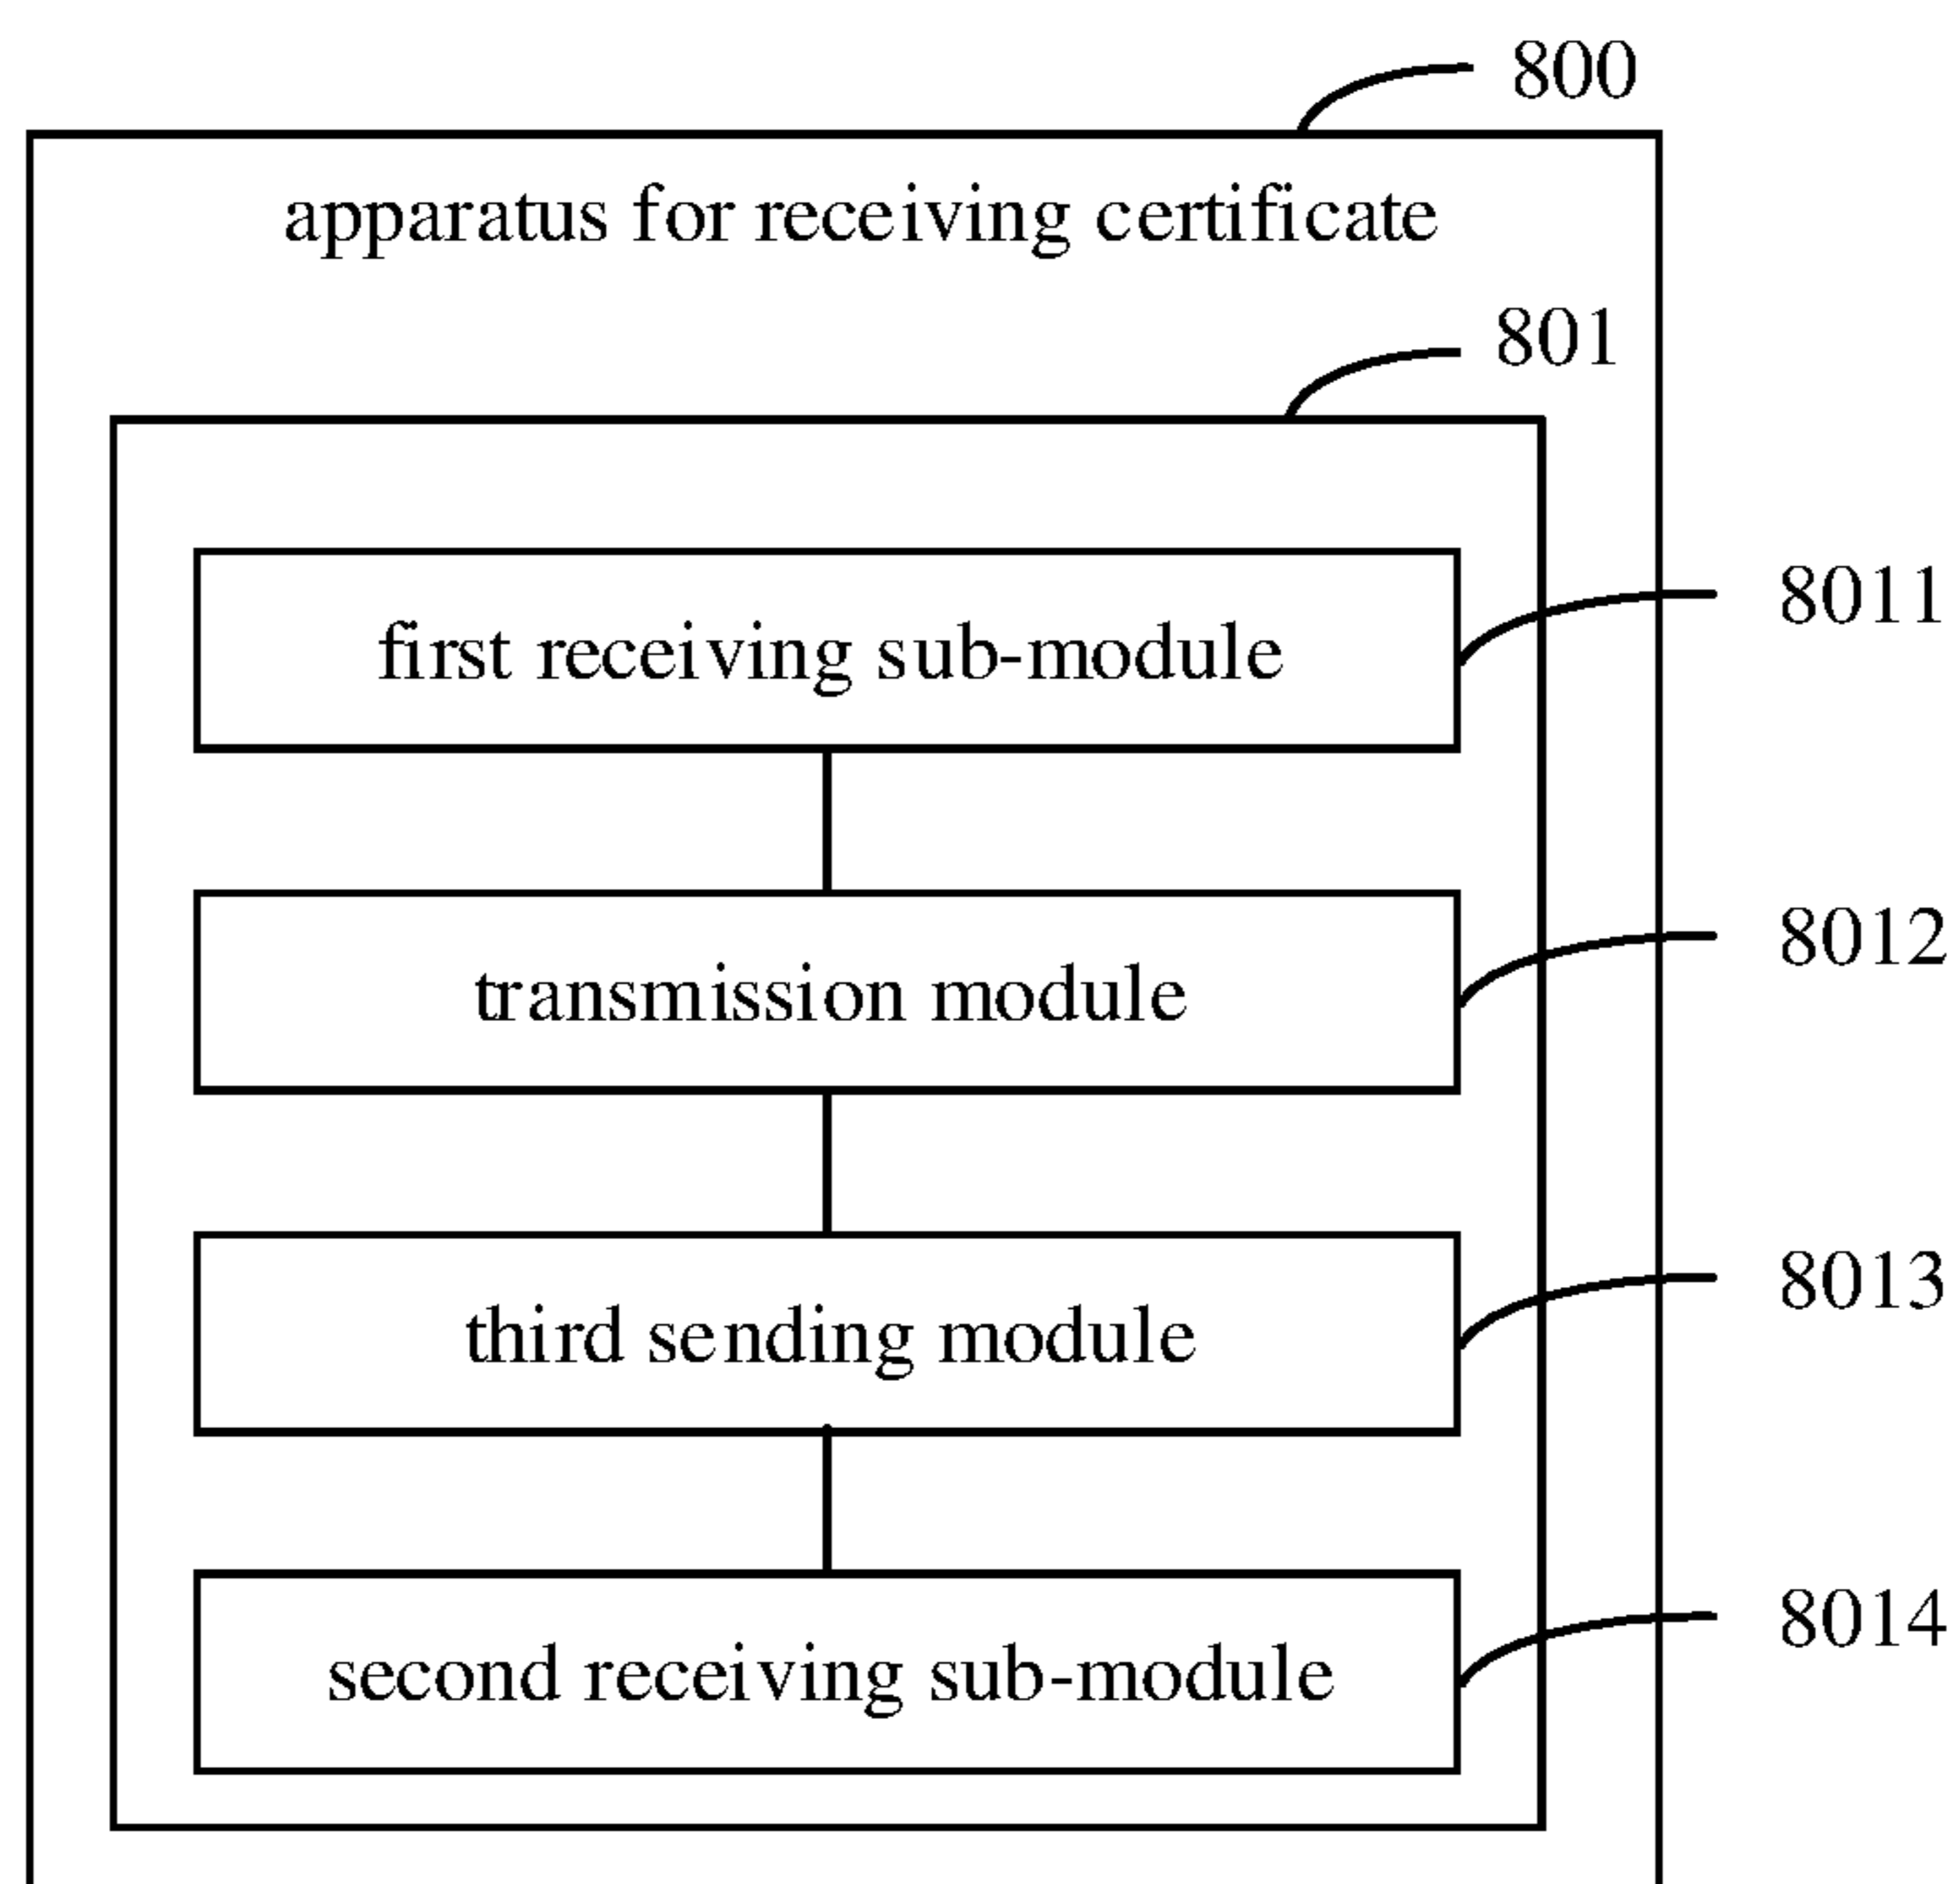 800
apparatus for receiving certificate
801
first receiving sub-module
8011
transmission module
8012
third sending module
8013
second receiving sub-module
8014